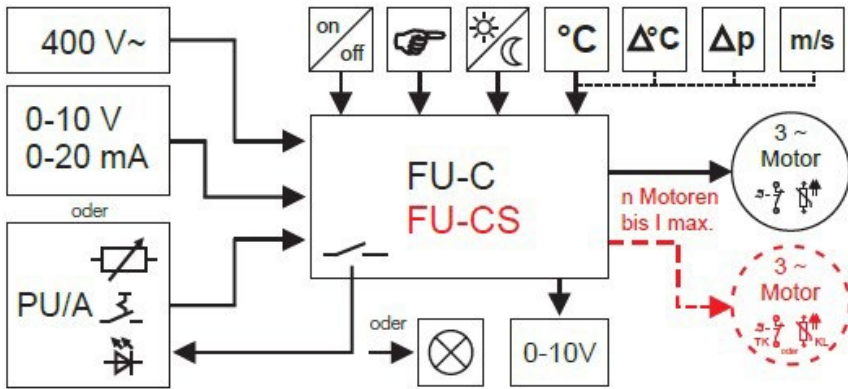 400 V~
on
off
°C
Δ°C
Δp
m/s
0-10 V
0-20 mA
oder
PU/A
FU-C
FU-CS
3 ~
Motor
n Motoren
bis I max.
3 ~
Motor
TK
oder
KL
oder
0-10V